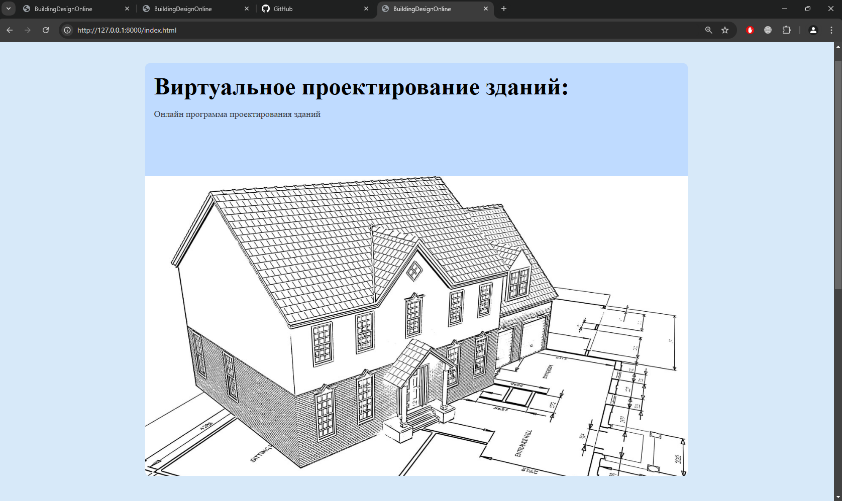 BuildingDesignOnline
BuildingDesignOnline
GitHub
BuildingDesignOnline
http://127.0.0.1:8000/index.html
Виртуальное проектирование зданий:
Онлайн программа проектирования зданий